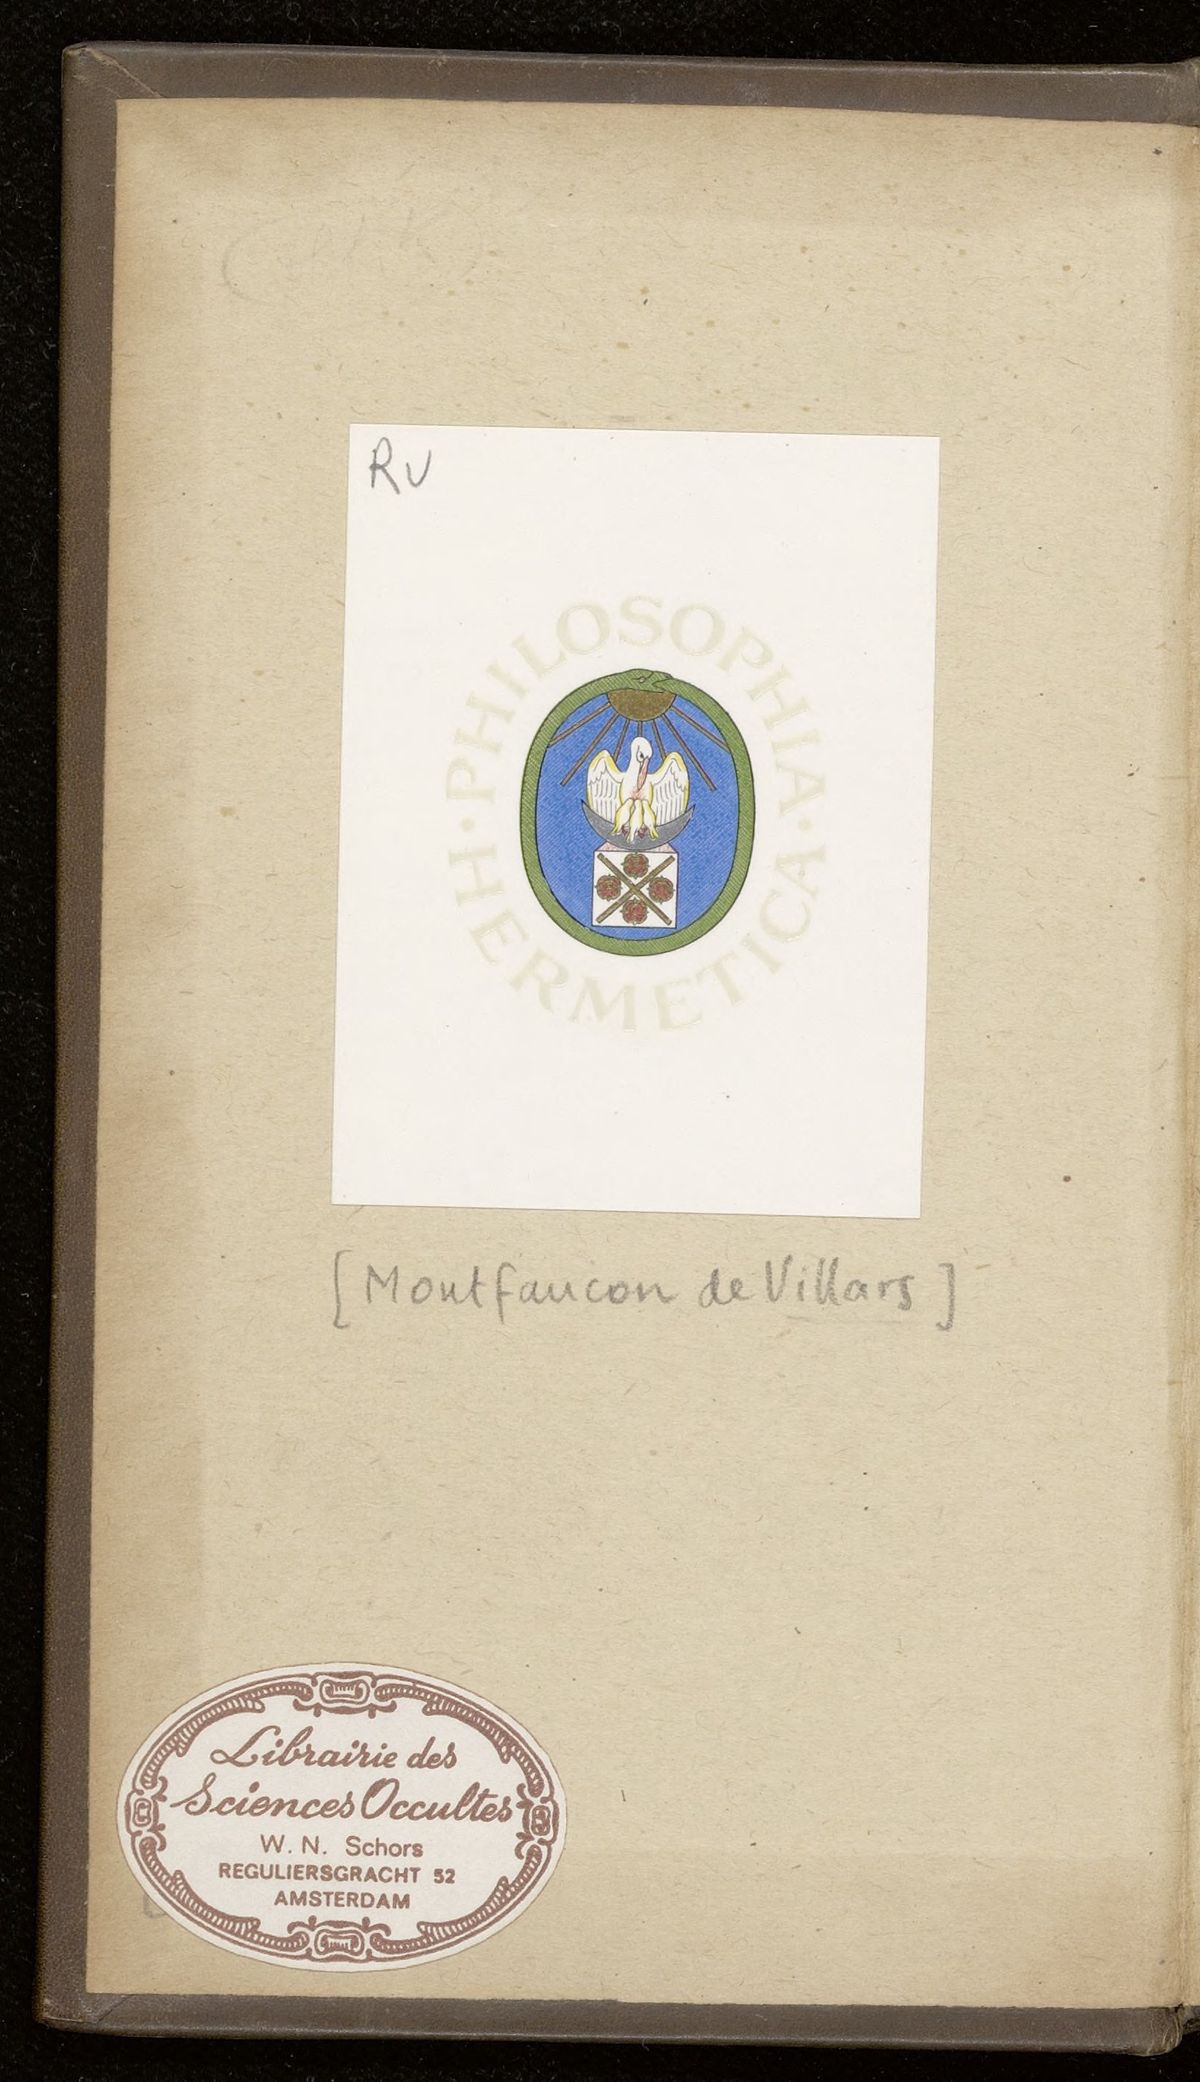 RV
· PHILOSOPHIA ·
HERMETICA
[Montfaucon de Villars]
Librairie des
Sciences Occultes
W. N. Schors
REGULIERSGRACHT 52
AMSTERDAM